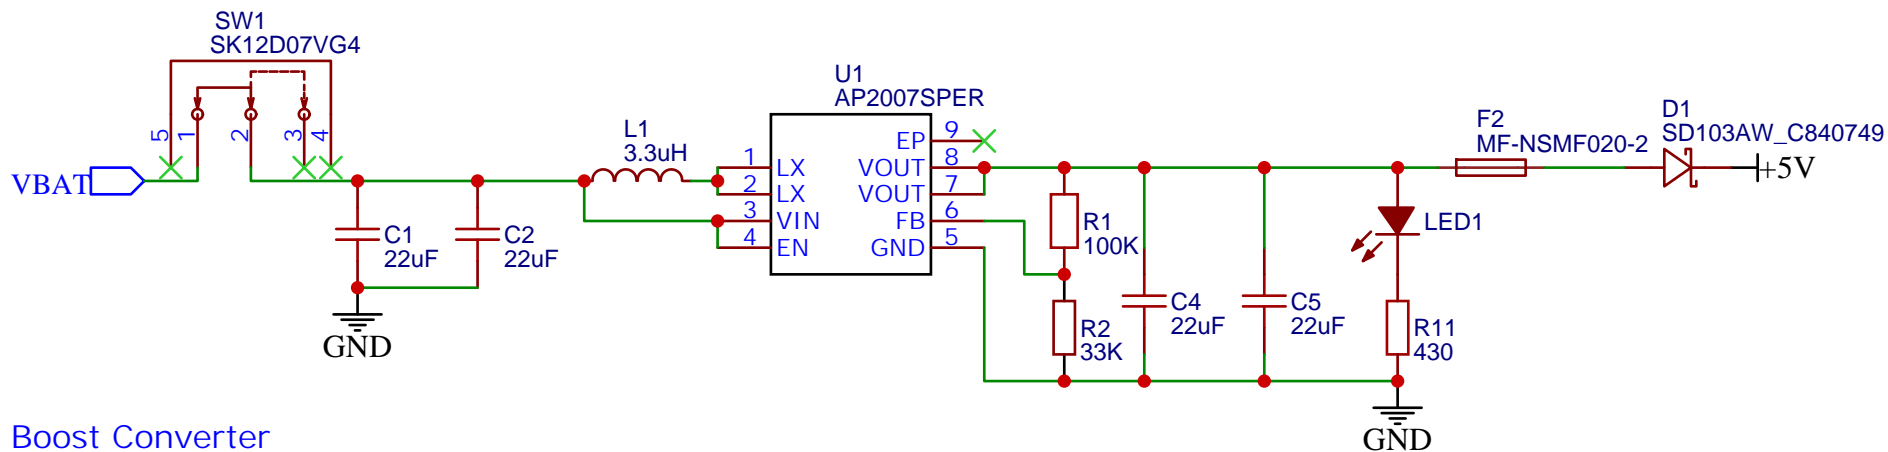 SW1
SK12D07VG4
5
1
2
3
4
VBAT
C1
22uF
C2
22uF
GND
L1
3.3uH
U1
AP2007SPER
1
LX
2
LX
3
VIN
4
EN
EP
9
VOUT
8
VOUT
7
FB
6
GND
5
R1
100K
R2
33K
C4
22uF
C5
22uF
LED1
R11
430
GND
F2
MF-NSMF020-2
D1
SD103AW_C840749
+5V
Boost Converter